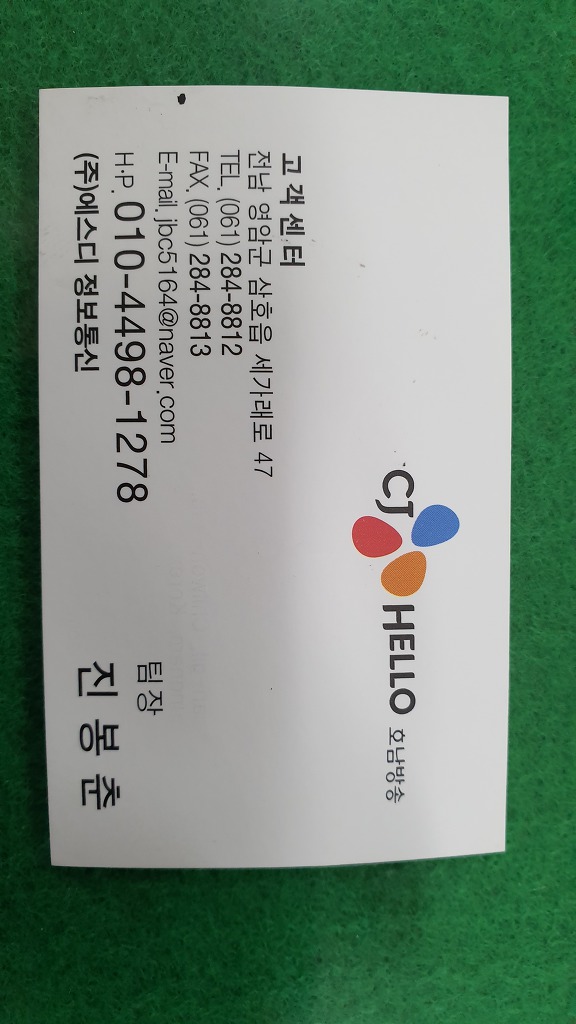 CJ HELLO 호남방송
고객센터
전남 영암군 삼호읍 세가래로 47
TEL. (061) 284-8812
FAX. (061) 284-8813
E-mail. jbc5164@naver.com
H·P. 010-4498-1278
(주)에스디 정보통신
팀장
진봉춘